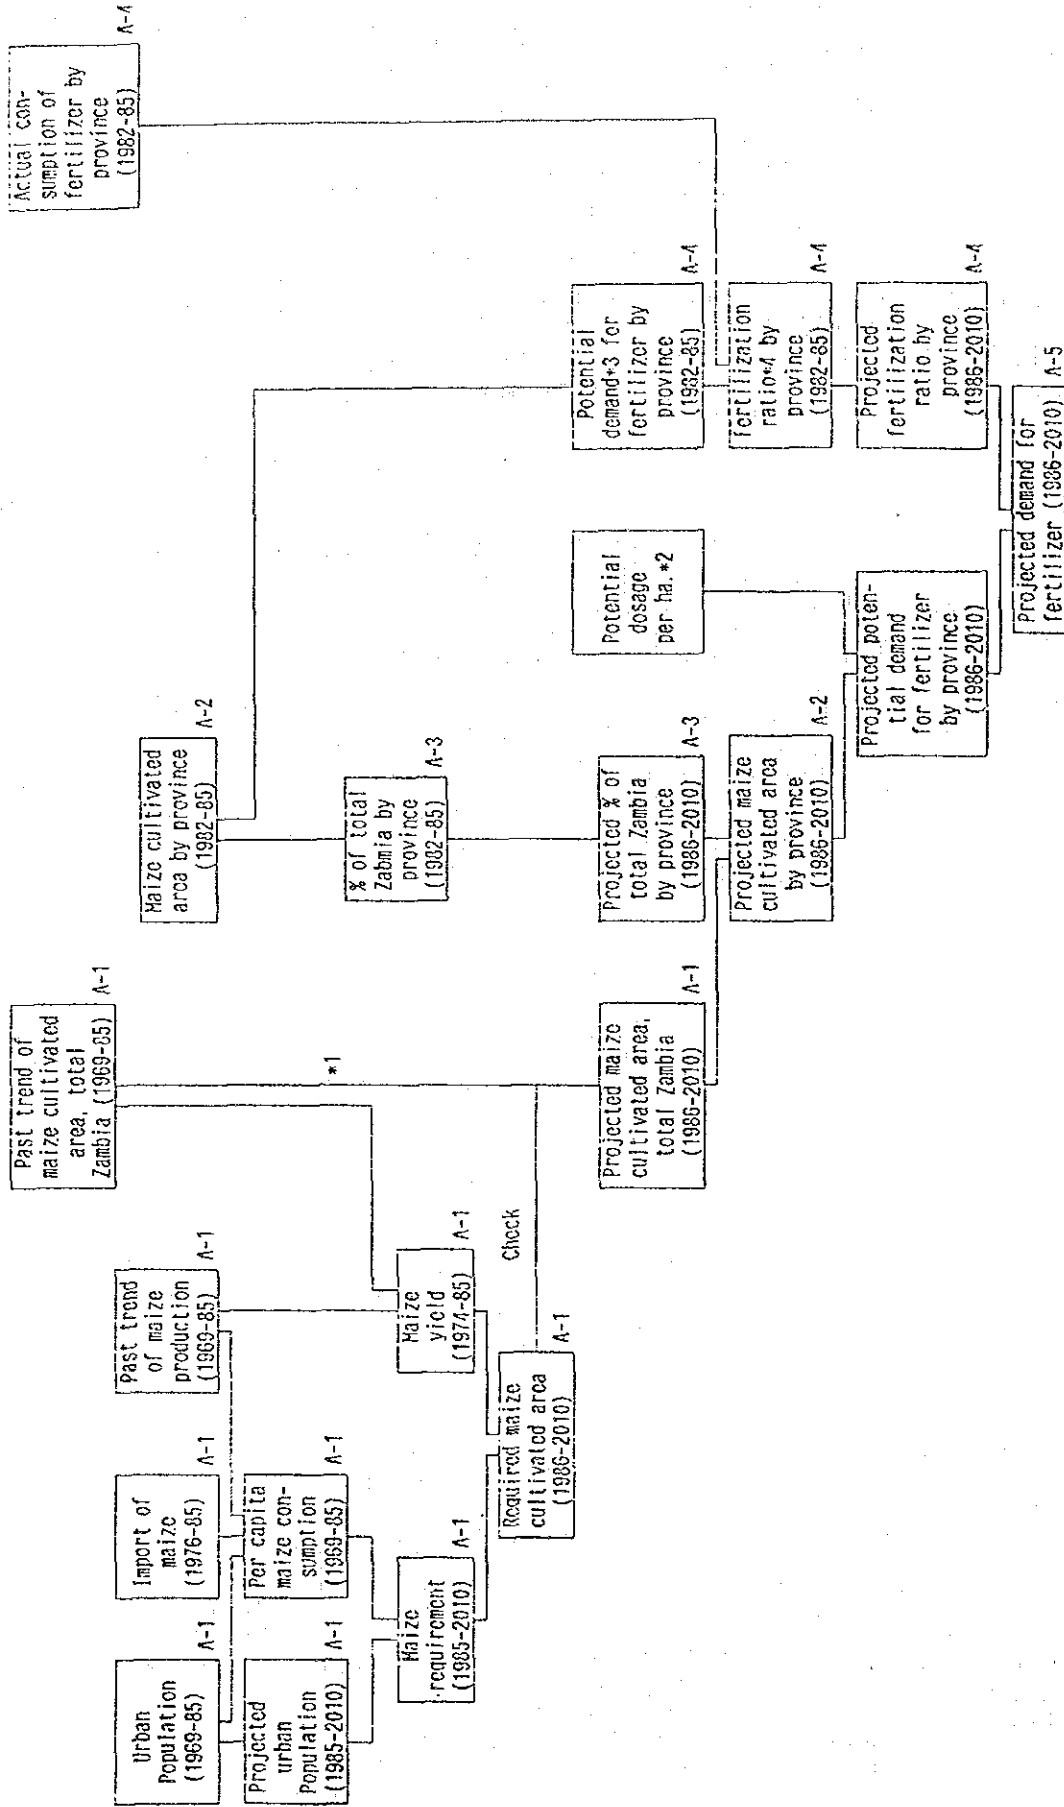 Urban
Population
(1969-85)
A-1
Import of
maize
(1976-85)
A-1
Past trend
of maize
production
(1969-85)
A-1
Past trend of
maize cultivated
area, total
Zambia (1969-85)
A-1
Projected
urban
Population
(1985-2010)
A-1
Per capita
maize con-
sumption
(1969-85)
A-1
Maize
requirement
(1985-2010)
A-1
Maize
yield
(1974-85)
A-1
Required maize
cultivated area
(1986-2010)
A-1
Check
*1
Projected maize
cultivated area,
total Zambia
(1986-2010)
A-1
Maize cultivated
area by province
(1982-85)
A-2
% of total
Zabmia by
province
(1982-85)
A-3
Projected % of
total Zambia
by province
(1986-2010)
A-3
Projected maize
cultivated area
by province
(1986-2010)
A-2
Potential
dosage
per ha.*2
Projected poten-
tial demand
for fertilizer
by province
(1986-2010)
Actual con-
sumption of
fertilizer by
province
(1982-85)
A-4
Potential
demand*3 for
fertilizer by
province
(1982-85)
A-4
fertilization
ratio*4 by
province
(1982-85)
A-4
Projected
fertilization
ratio by
province
(1986-2010)
A-4
Projected demand for
fertilizer (1986-2010)
A-5